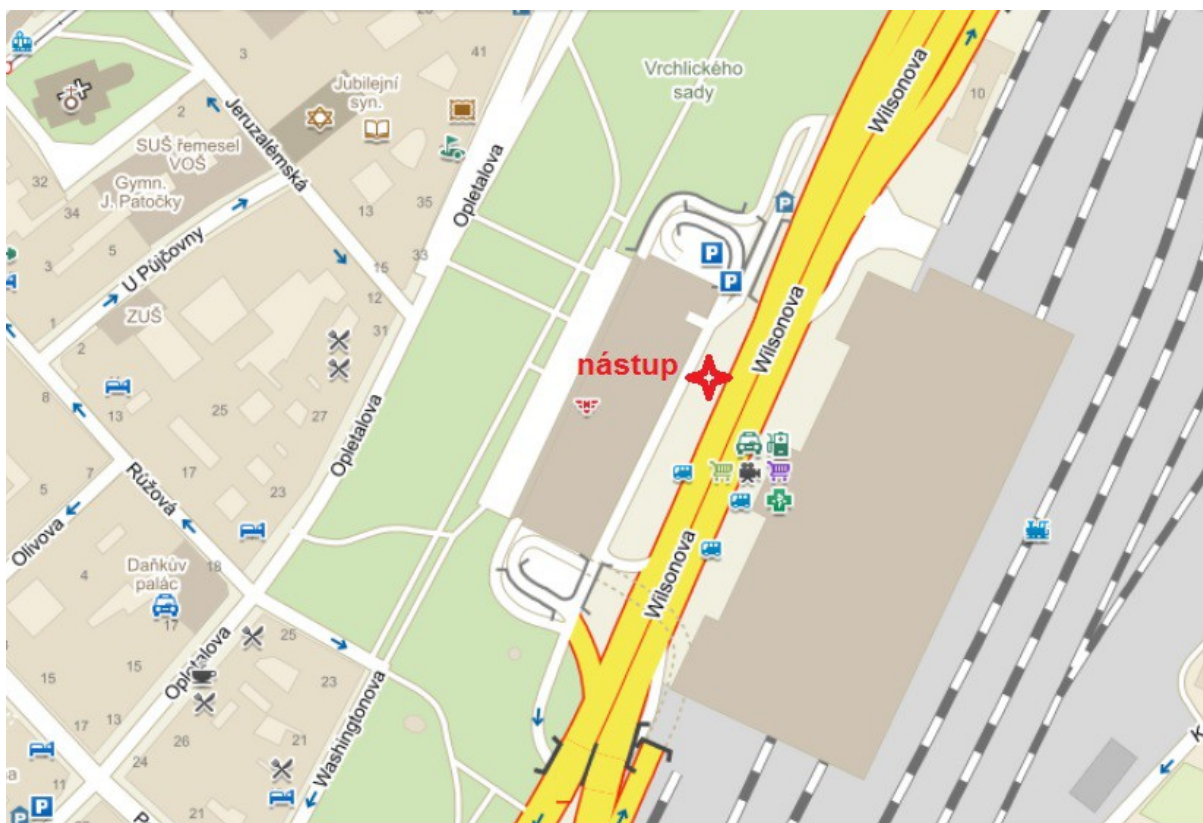 3
41
Vrchlického
sady
Wilsonova
10
Jubilejní
syn.
Jeruzalémská
2
SUŠ řemesel
VOŠ
Gymn.
J. Patočky
32
34
13
35
Opletalova
5
3
U Půjčovny
33
15
P
P
ZUŠ
12
31
1
2
Wilsonova
nástup
8
13
25
27
Opletalova
7
17
5
Růžová
23
Olivova
Daňkův
palác
18
4
17
Wilsonova
25
15
Opletalova
23
15
Washingtonova
17
13
26
21
24
11
21
P
P
K